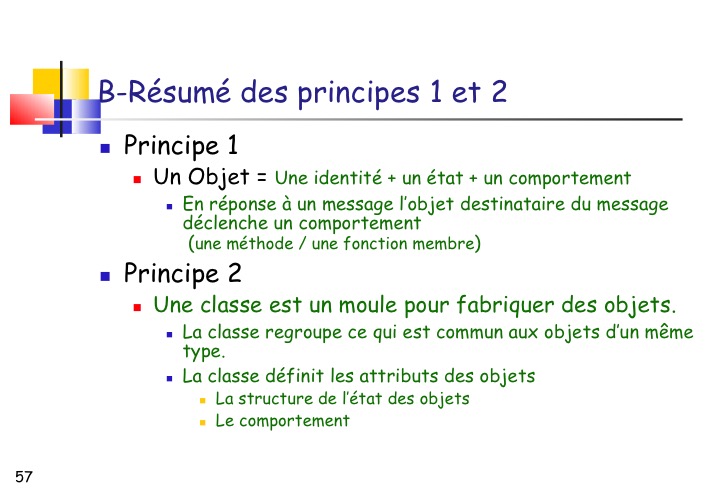 B-Résumé des principes 1 et 2
Principe 1
Un Objet = Une identité + un état + un comportement
En réponse à un message l'objet destinataire du message
déclenche un comportement
(une méthode / une fonction membre)
Principe 2
Une classe est un moule pour fabriquer des objets.
La classe regroupe ce qui est commun aux objets d'un même
type.
La classe définit les attributs des objets
La structure de l'état des objets
Le comportement
57